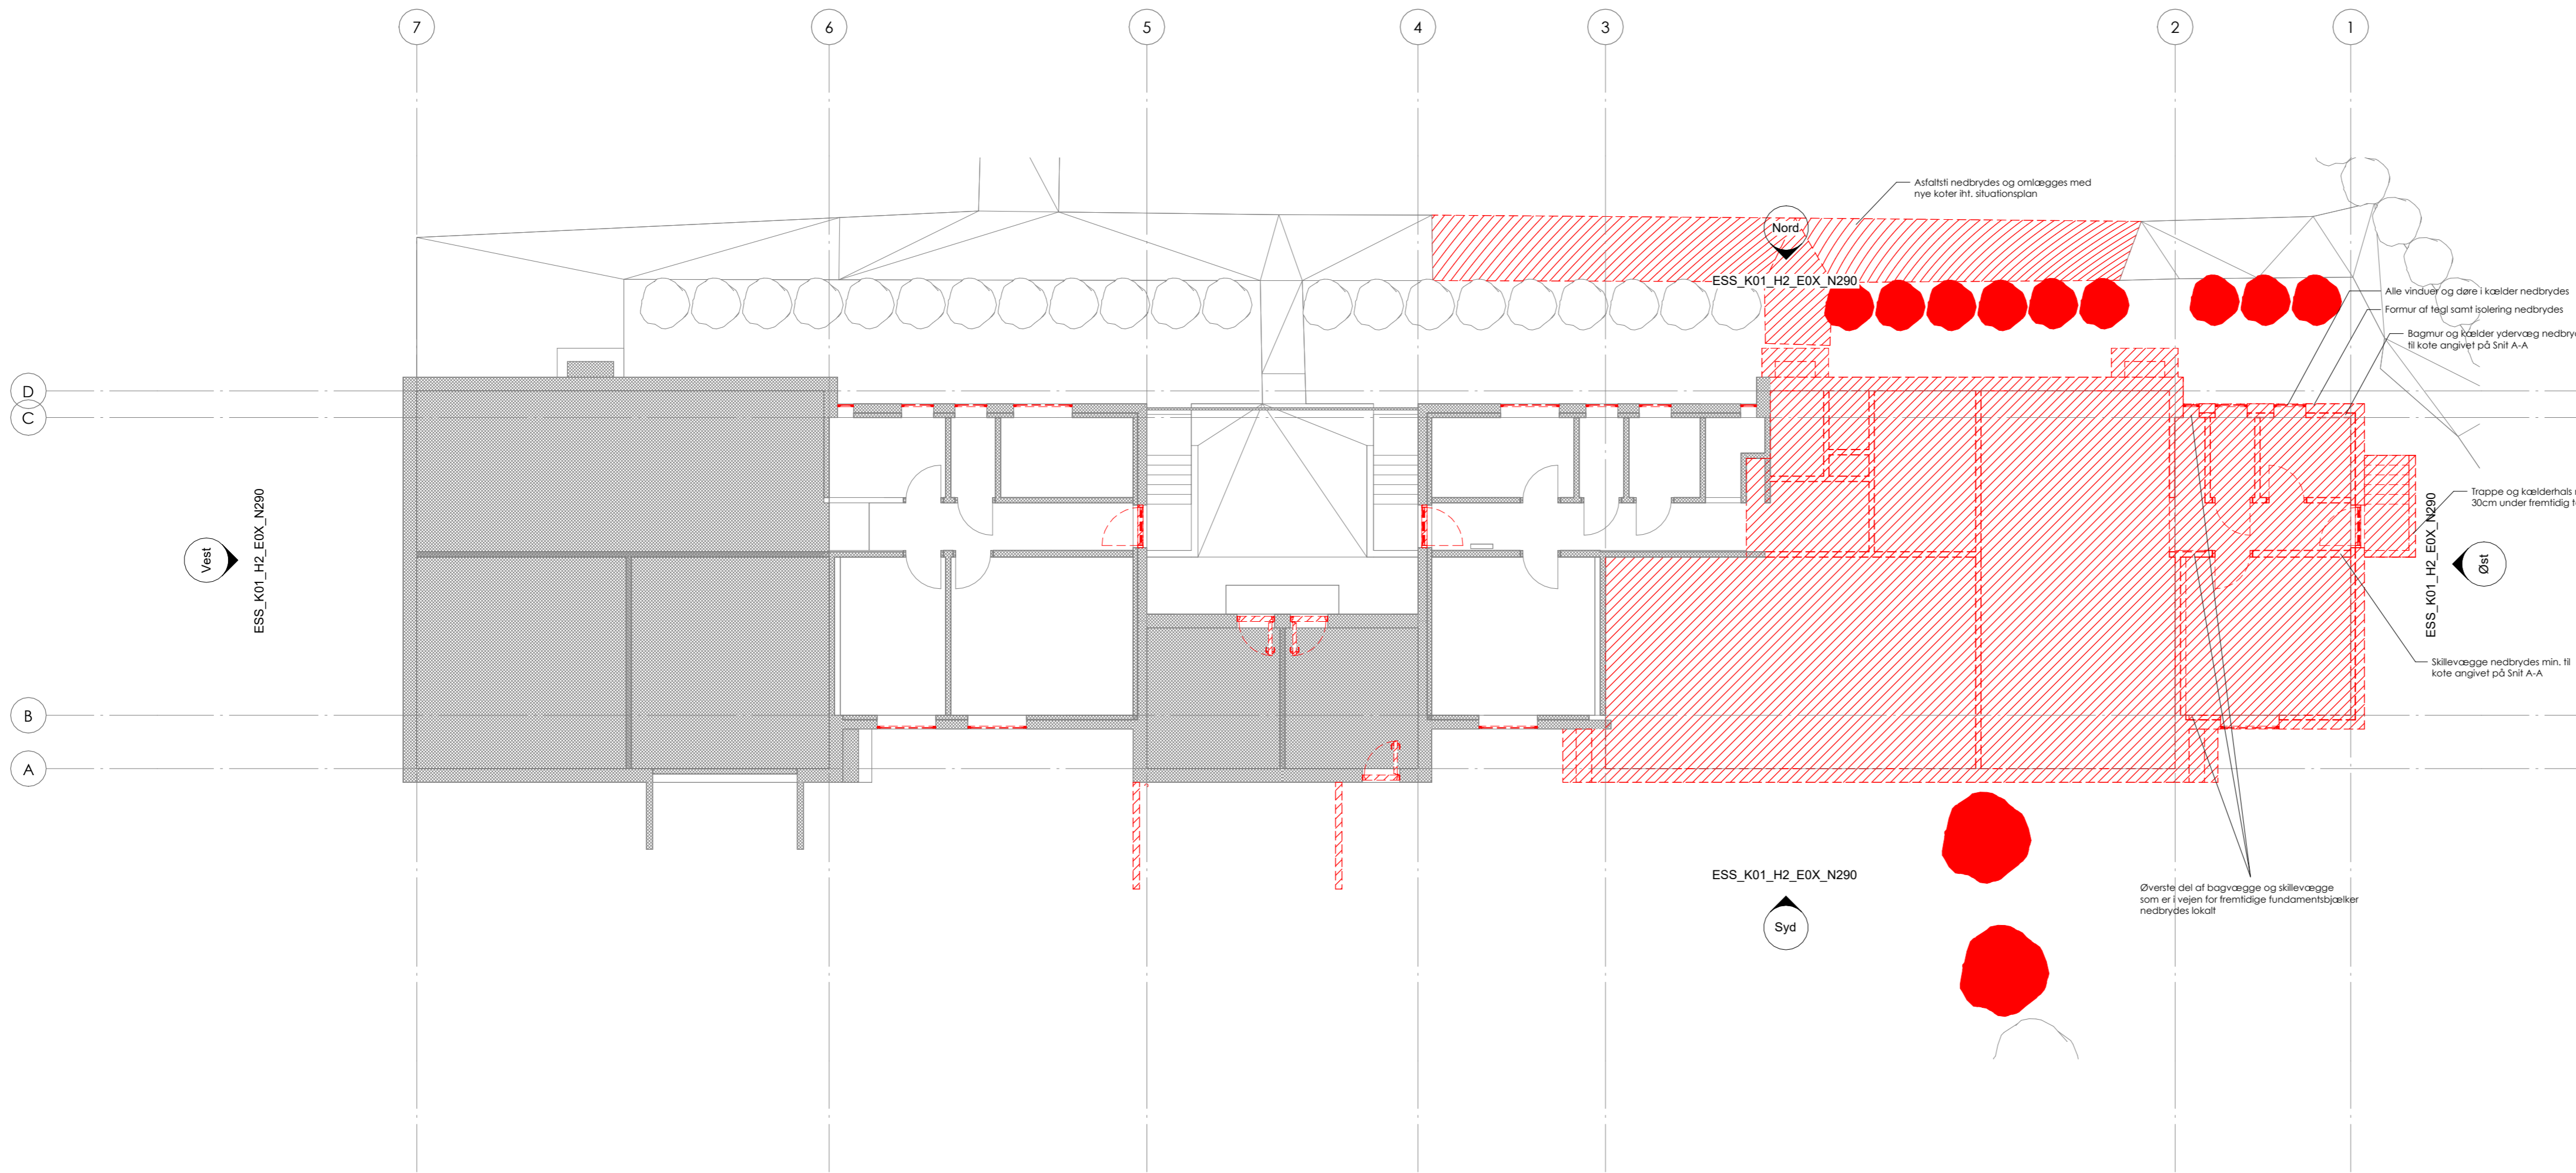 7
6
5
4
3
2
1
Asfaltsti nedbrydes og omlægges med
nye koter iht. situationsplan
Nord
ESS_K01_H2_E0X_N290
Alle vinduer og døre i kælder nedbrydes
Formur af tegl samt isolering nedbrydes
Bagmur og kælder ydervæg nedbryd
til kote angivet på Snit A-A
D
C
Trappe og kælderhals
30cm under fremtidig
Vest
ESS_K01_H2_E0X_N290
ESS_K01_H2_E0X_N290
Øst
Skillevægge nedbrydes min. til
kote angivet på Snit A-A
B
A
ESS_K01_H2_E0X_N290
Syd
Øverste del af bagvægge og skillevægge
som er i vejen for fremtidige fundamentsbjælker
nedbrydes lokalt